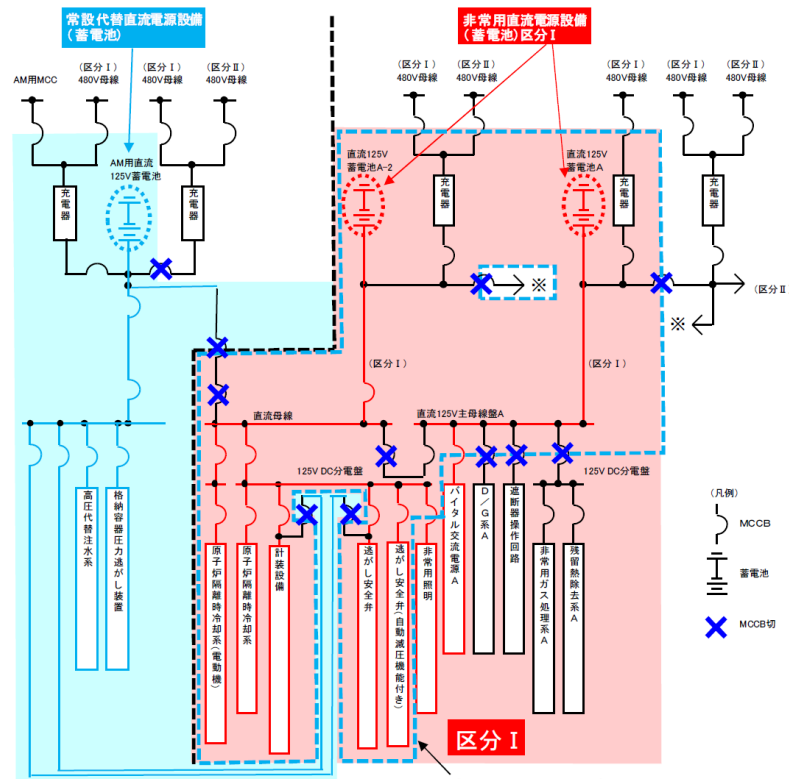 常設代替直流電源設備
(蓄電池)
非常用直流電源設備
(蓄電池)区分Ⅰ
AM用MCC
(区分Ⅰ)
480V母線
(区分Ⅰ)
480V母線
(区分Ⅱ)
480V母線
(区分Ⅰ)
480V母線
(区分Ⅱ)
480V母線
(区分Ⅰ)
480V母線
(区分Ⅰ)
480V母線
(区分Ⅱ)
480V母線
AM用直流
125V蓄電池
直流125V
蓄電池A-2
直流125V
蓄電池A
充電器
充電器
充電器
充電器
充電器
※
(区分Ⅱ
※
(区分Ⅰ)
(区分Ⅰ)
直流母線
直流125V主母線盤A
125V DC分電盤
125V DC分電盤
高圧代替注水系
格納容器圧力逃がし装置
原子炉隔離時冷却系(電動機)
原子炉隔離時冷却系
計装設備
逃がし安全弁
逃がし安全弁(自動減圧機能付き)
非常用照明
バイタル交流電源A
D/G系A
遮断器操作回路
非常用ガス処理系A
残留熱除去系A
(凡例)
MCCB
蓄電池
MCCB切
区分Ⅰ